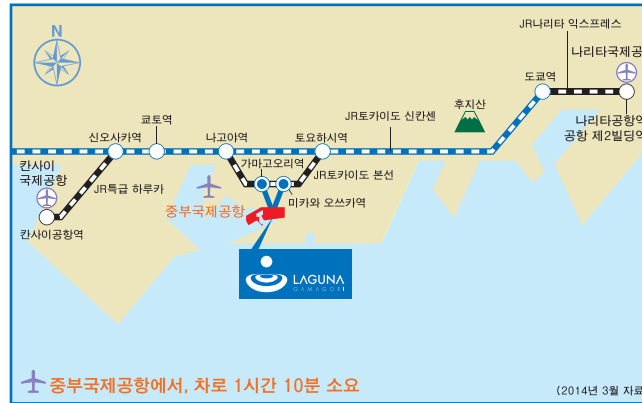 N
JR나리타 익스프레스
나리타국제공
도쿄역
나리타공항역
공항 제2빌딩역
후지산
JR토카이도 신칸센
쿄토역
신오사카역
나고야역
토요하시역
칸사이
국제공항
가마고오리역
JR토카이도 본선
JR특급 하루카
중부국제공항
미카와 오쓰카역
칸사이공항역
LAGUNA
GAMAGORI
중부국제공항에서, 차로 1시간 10분 소요
(2014년 3월 자료